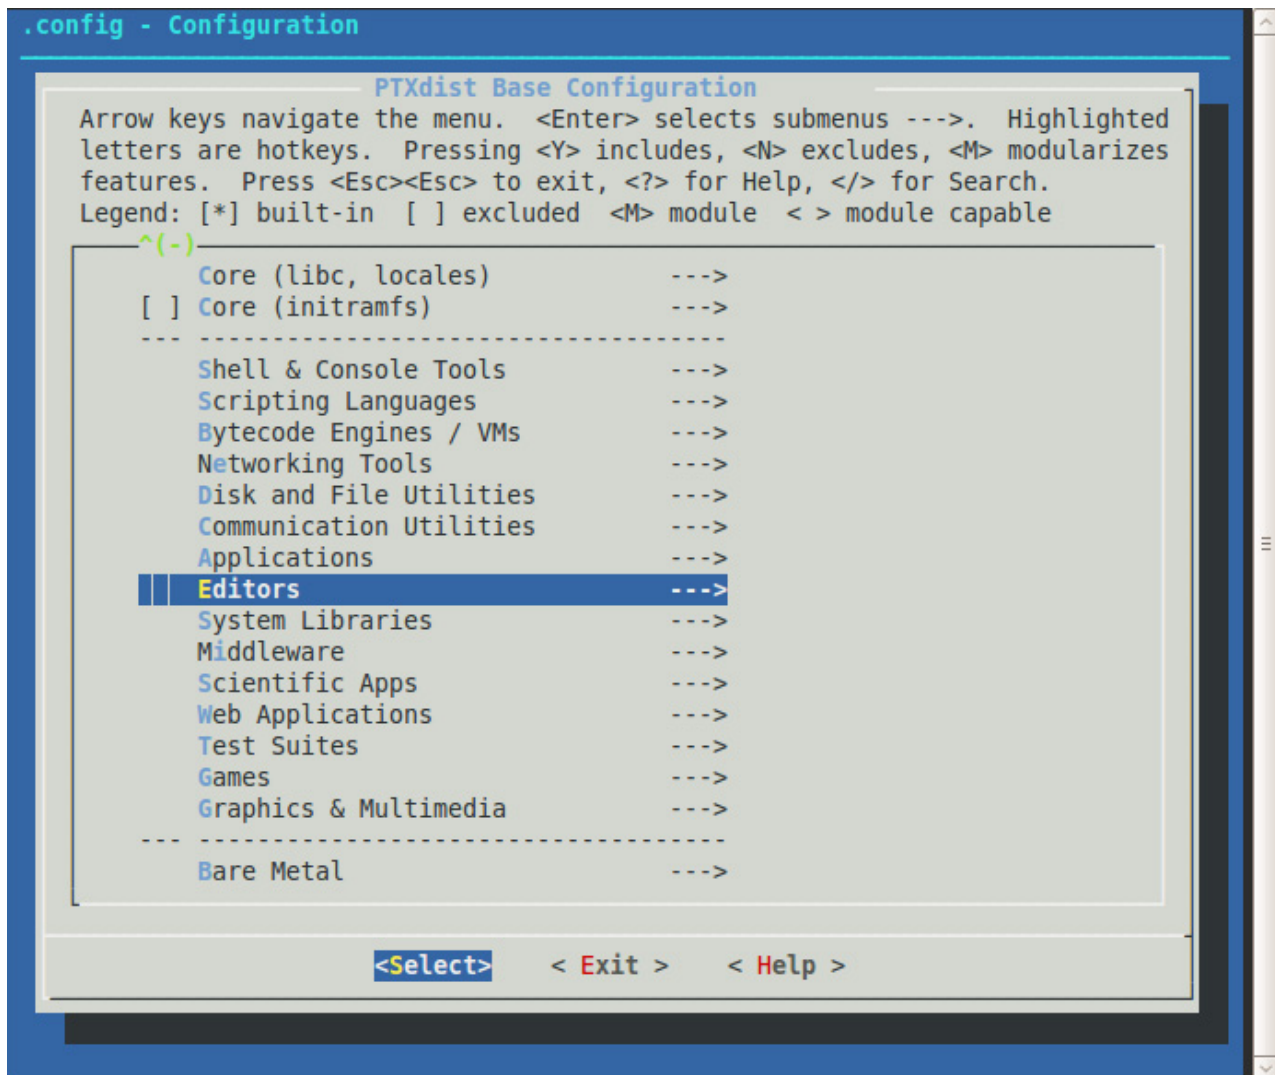 .config - Configuration
PTXdist Base Configuration
Arrow keys navigate the menu.  <Enter> selects submenus --->.  Highlighted
letters are hotkeys.  Pressing <Y> includes, <N> excludes, <M> modularizes
features.  Press <Esc><Esc> to exit, <?> for Help, </> for Search.
Legend: [*] built-in  [ ] excluded  <M> module  < > module capable
^(-)
Core (libc, locales)            --->
[ ] Core (initramfs)                --->
--- ------------------------------------
Shell & Console Tools           --->
Scripting Languages             --->
Bytecode Engines / VMs          --->
Networking Tools                --->
Disk and File Utilities         --->
Communication Utilities         --->
Applications                    --->
Editors                         --->
System Libraries                --->
Middleware                      --->
Scientific Apps                 --->
Web Applications                --->
Test Suites                     --->
Games                           --->
Graphics & Multimedia           --->
--- ------------------------------------
Bare Metal                      --->
<Select>    < Exit >    < Help >